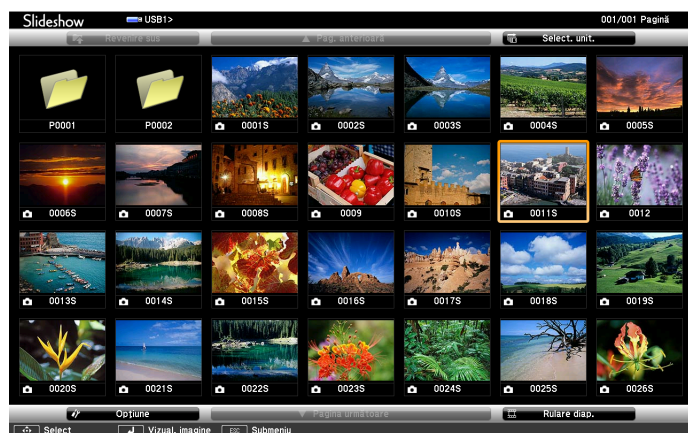 Slideshow USB1> 001/001 Pagină
Revenire sus Pag. anterioară Select. unit.
P0001 P0002 0001S 0002S 0003S 0004S 0005S
0006S 0007S 0008S 0009 0010S 0011S 0012
0013S 0014S 0015S 0016S 0017S 0018S 0019S
0020S 0021S 0022S 0023S 0024S 0025S 0026S
Opțiune Pagina următoare Rulare diap.
Select Vizual. imagine ESC Submeniu